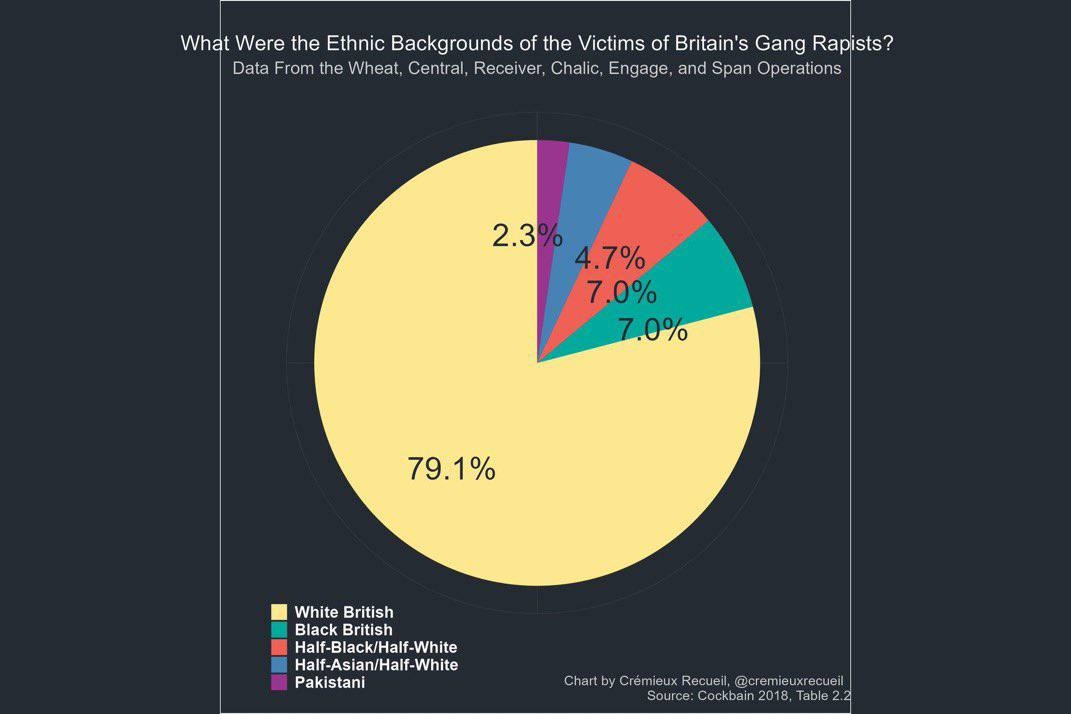 What Were the Ethnic Backgrounds of the Victims of Britain's Gang Rapists?
Data From the Wheat, Central, Receiver, Chalic, Engage, and Span Operations
2.3%
4.7%
7.0%
7.0%
79.1%
White British
Black British
Half-Black/Half-White
Half-Asian/Half-White
Pakistani
Chart by Crémieux Recueil, @cremieuxrecueil
Source: Cockbain 2018, Table 2.2